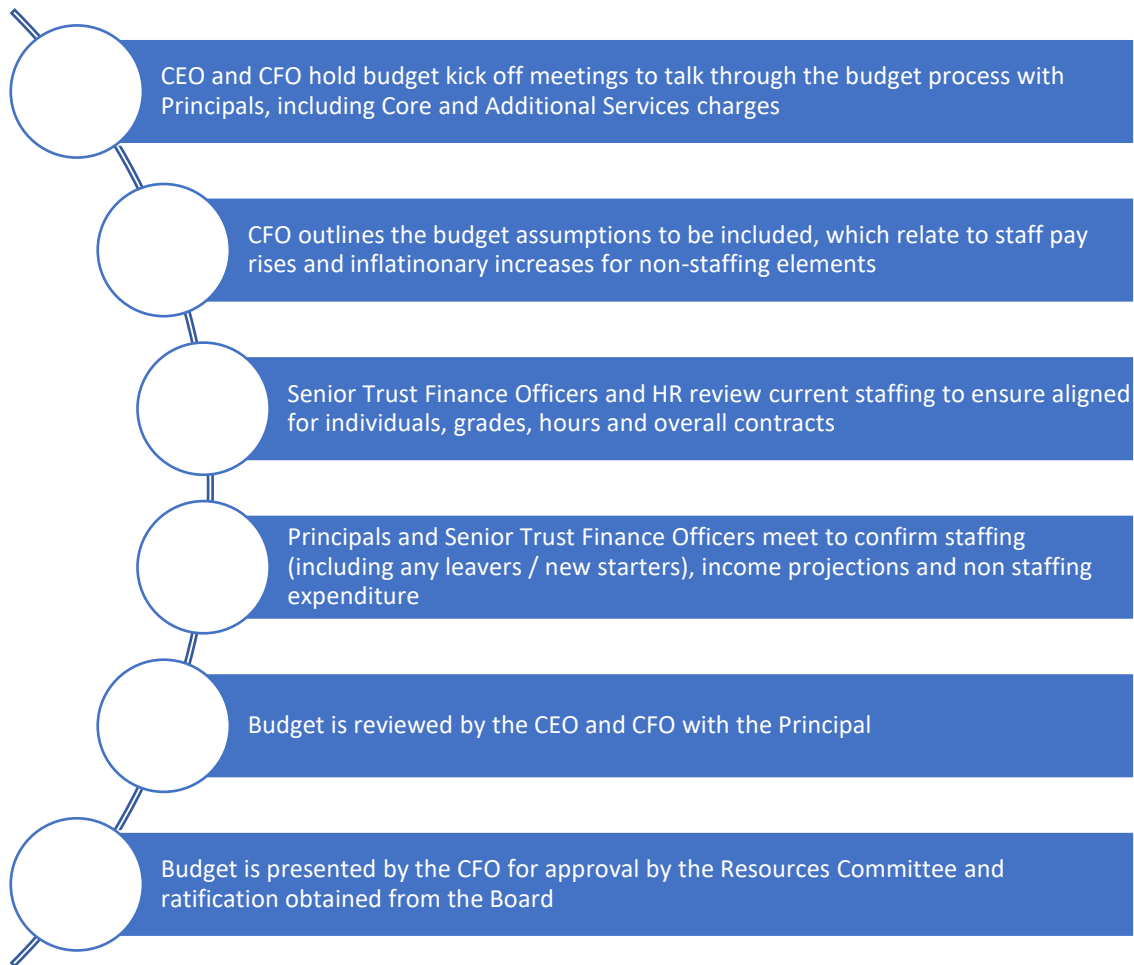 CEO and CFO hold budget kick off meetings to talk through the budget process with
Principals, including Core and Additional Services charges
CFO outlines the budget assumptions to be included, which relate to staff pay
rises and inflatinonary increases for non-staffing elements
Senior Trust Finance Officers and HR review current staffing to ensure aligned
for individuals, grades, hours and overall contracts
Principals and Senior Trust Finance Officers meet to confirm staffing
(including any leavers / new starters), income projections and non staffing
expenditure
Budget is reviewed by the CEO and CFO with the Principal
Budget is presented by the CFO for approval by the Resources Committee and
ratification obtained from the Board